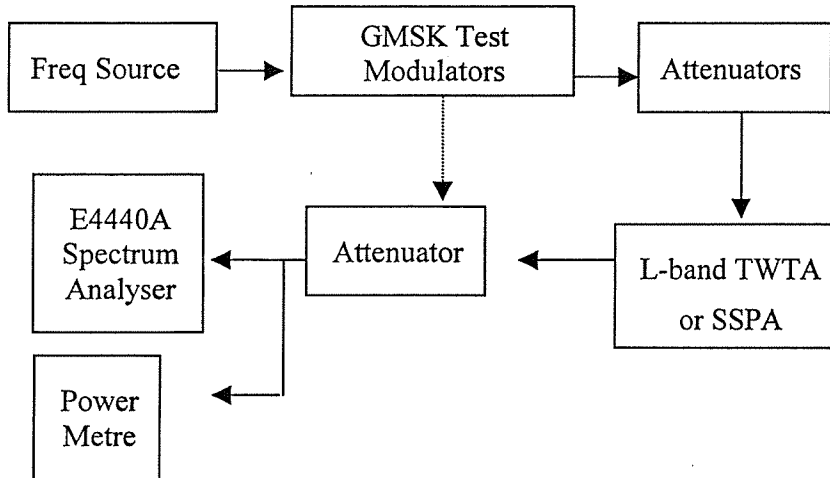 Freq Source
GMSK Test
Modulators
Attenuators
E4440A
Spectrum
Analyser
Attenuator
L-band TWTA
or SSPA
Power
Metre